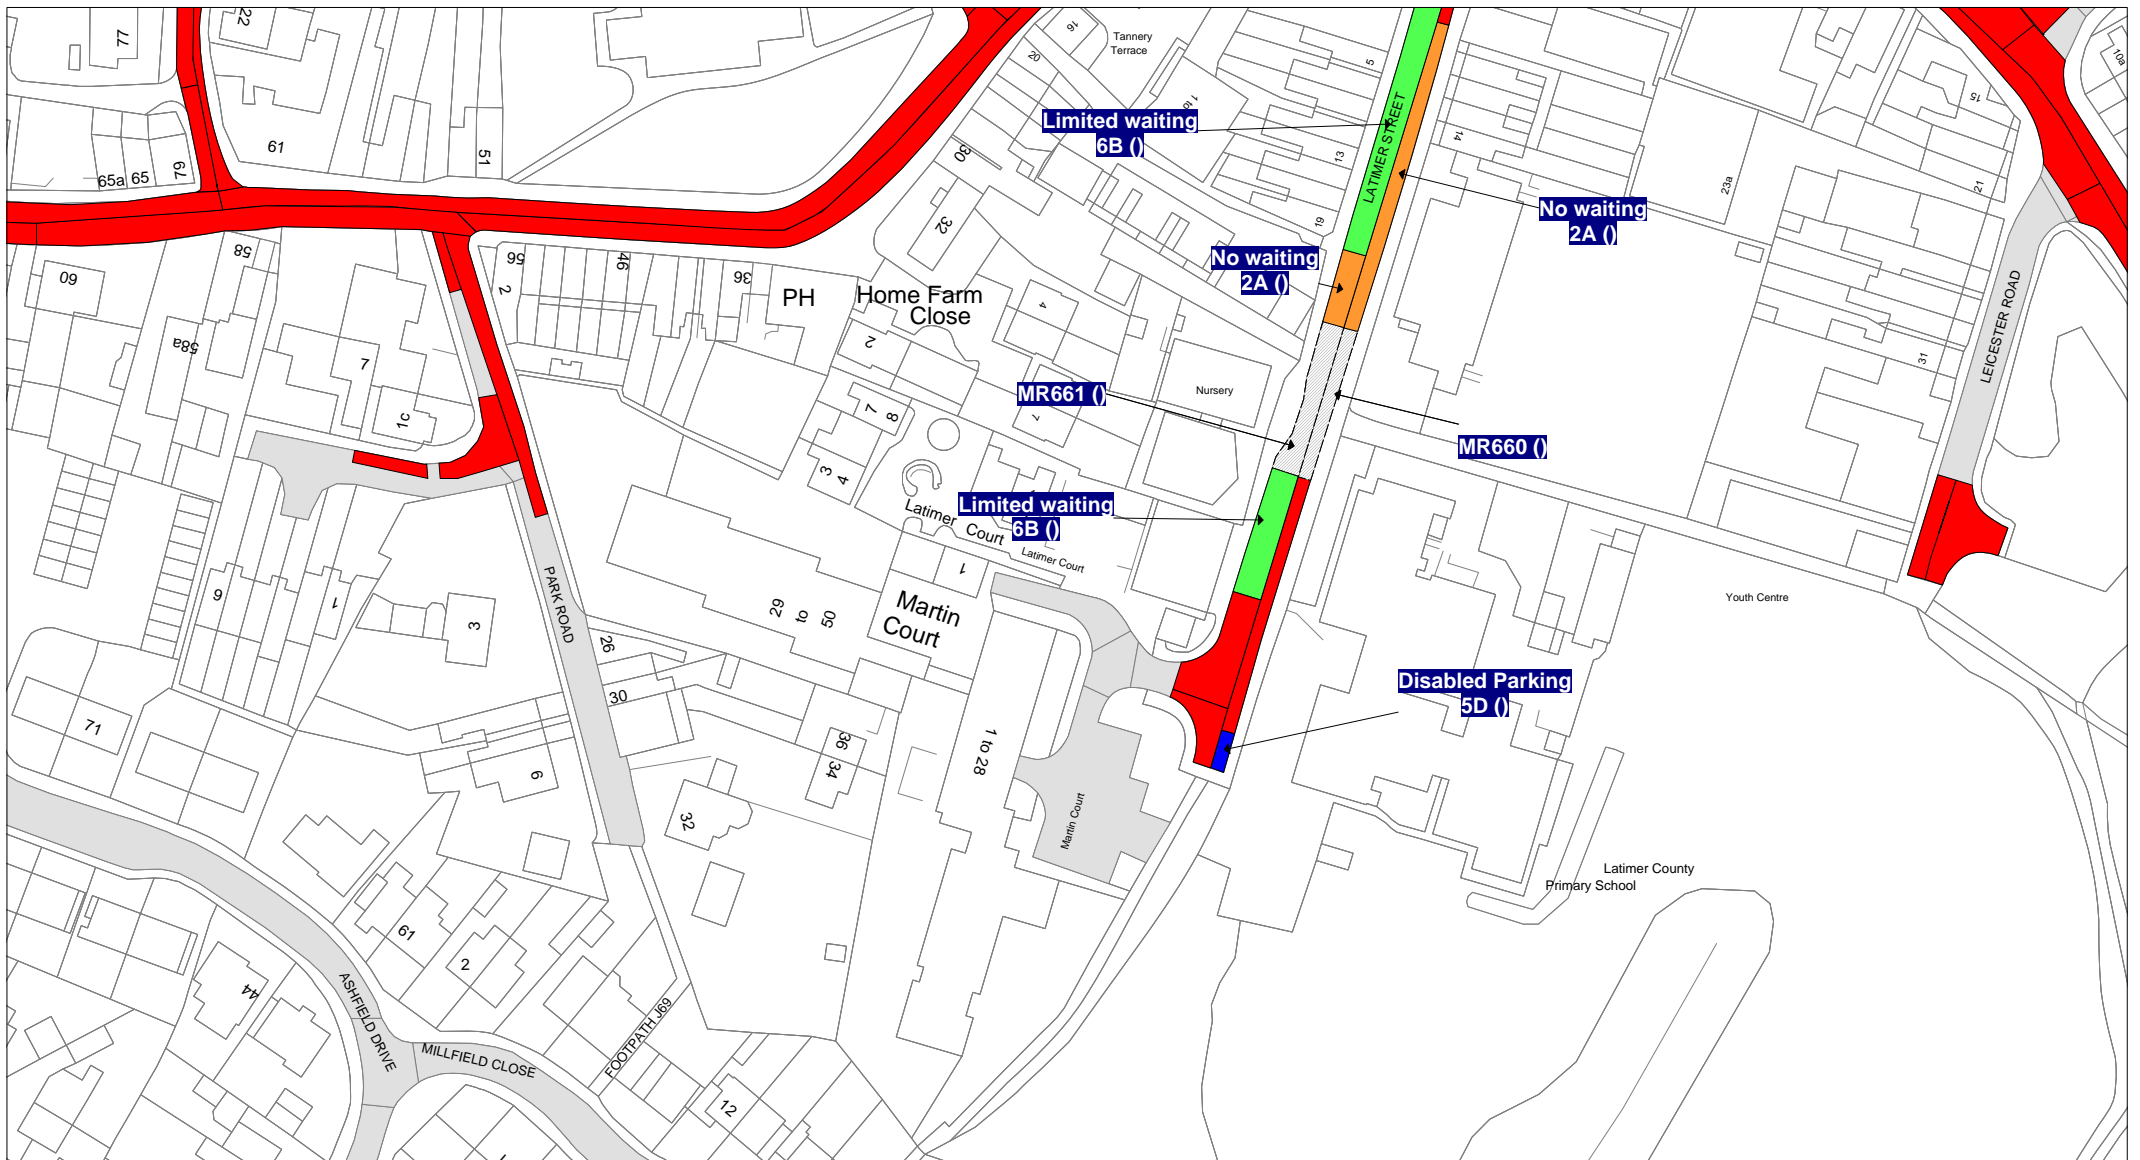 22
77
16
Tannery
Terrace
20
5
10a
15
Limited waiting
6B ()
LATIMER STREET
14
13
61
51
30
65a
65
79
23a
21
No waiting
2A ()
19
32
No waiting
2A ()
58
60
56
2
46
36
PH
Home Farm
Close
4
LEICESTER ROAD
58a
7
2
31
1c
7
8
MR661 ()
Nursery
7
MR660 ()
3
4
Limited waiting
6B ()
Latimer Court
Latimer Court
1
PARK ROAD
9
1
3
29
to
50
Martin
Court
Youth Centre
26
30
Disabled Parking
5D ()
71
36
34
1 to 28
6
32
Martin Court
Latimer County
Primary School
61
2
44
ASHFIELD DRIVE
MILLFIELD CLOSE
FOOTPATH J69
12